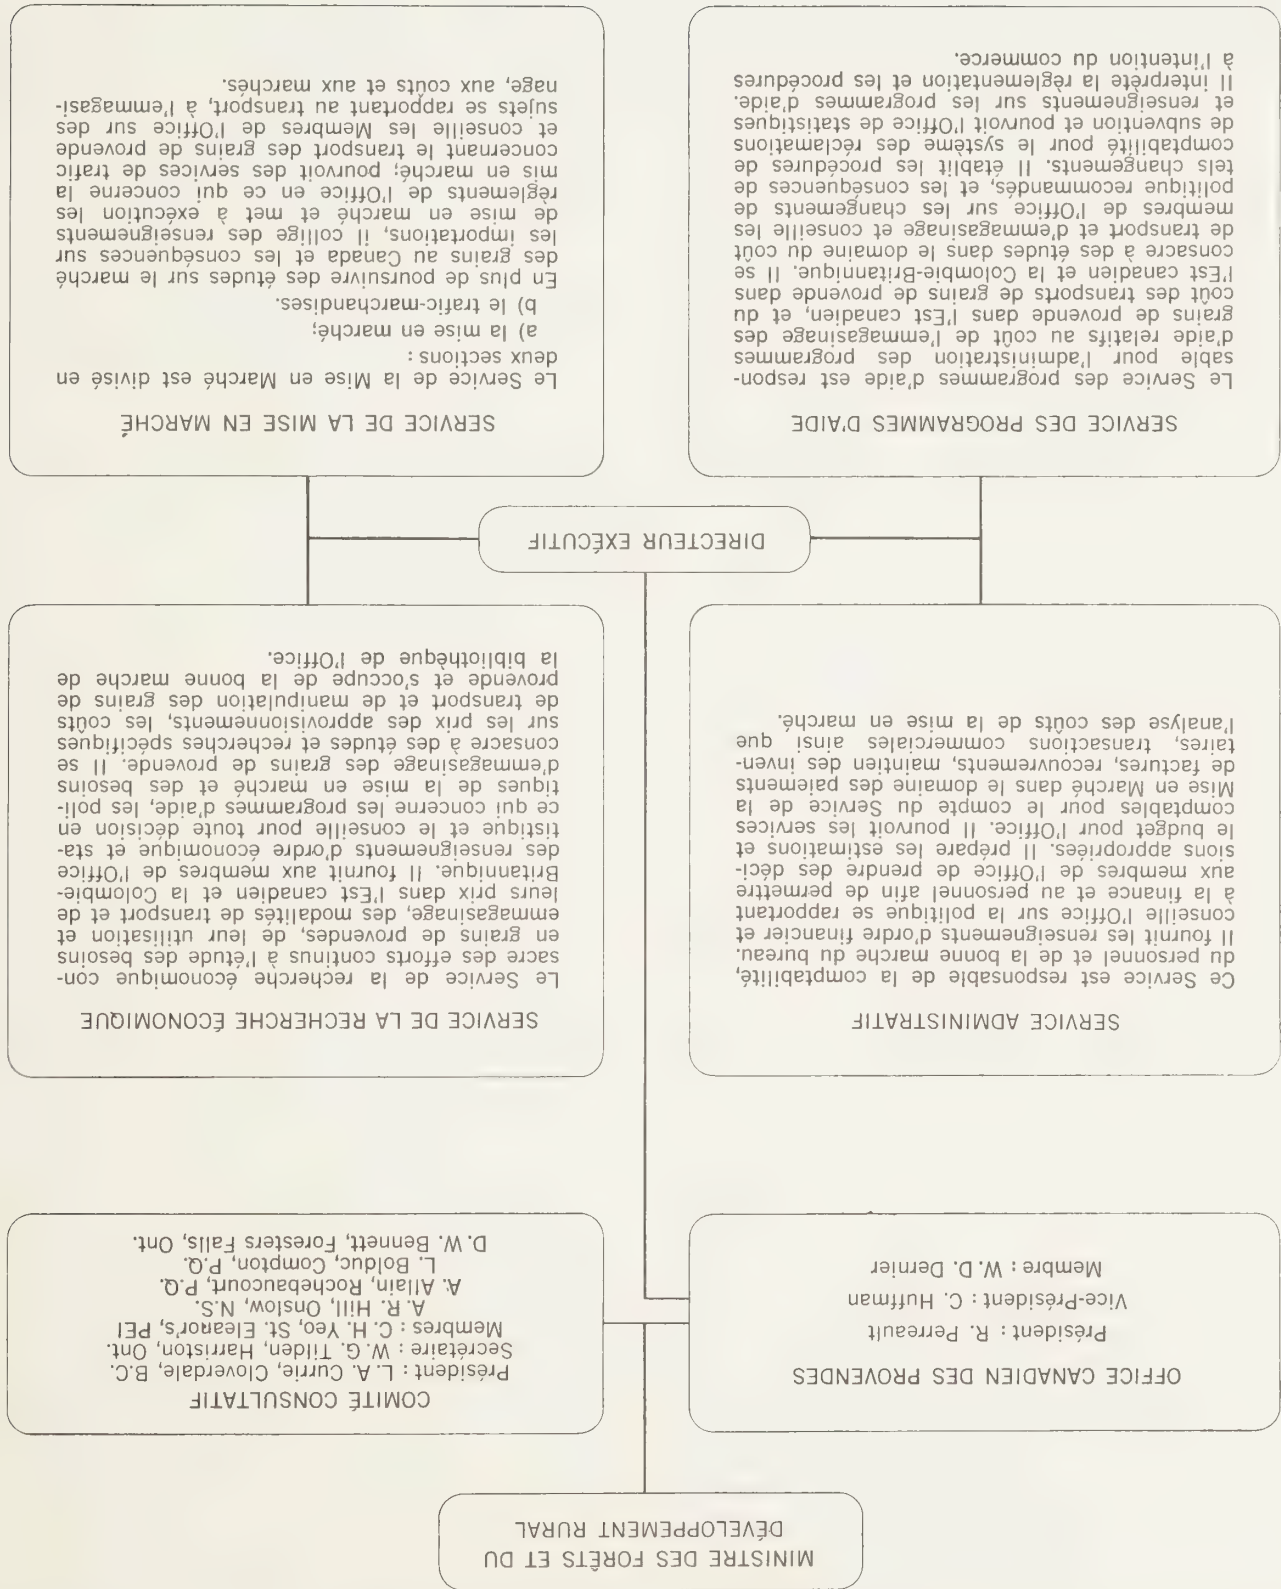 MINISTRE DES FORÊTS ET DU
DÉVELOPPEMENT RURAL
OFFICE CANADIEN DES PROVENDES
Président : R. Perreault
Vice-Président : C. Huffman
Membre : W. D. Dernier
COMITÉ CONSULTATIF
Président : L. A. Currie, Cloverdale, B.C.
Secrétaire : W. G. Tilden, Harriston, Ont.
Membres : C. H. Yeo, St. Eleanor's, PEI
A. R. Hill, Onslow, N.S.
A. Allain, Rochebaucourt, P.Q.
L. Bolduc, Compton, P.Q.
D. W. Bennett, Foresters Falls, Ont.
SERVICE ADMINISTRATIF
Ce Service est responsable de la comptabilité,
du personnel et de la bonne marche du bureau.
Il fournit les renseignements d'ordre financier et
conseille l'Office sur la politique se rapportant
à la finance et au personnel afin de permettre
aux membres de l'Office de prendre des déci-
sions appropriées. Il prépare les estimations et
le budget pour l'Office. Il pourvoit les services
comptables pour le compte du Service de la
Mise en Marché dans le domaine des paiements
de factures, recouvrements, maintien des inven-
taires, transactions commerciales ainsi que
l'analyse des coûts de la mise en marché.
SERVICE DE LA RECHERCHE ÉCONOMIQUE
Le Service de la recherche économique con-
sacre des efforts continus à l'étude des besoins
en grains de provendes, de leur utilisation et
emmagasinage, des modalités de transport et de
leurs prix dans l'Est canadien et la Colombie-
Britannique. Il fournit aux membres de l'Office
des renseignements d'ordre économique et sta-
tistique et le conseille pour toute décision en
ce qui concerne les programmes d'aide, les poli-
tiques de la mise en marché et des besoins
d'emmagasinage des grains de provende. Il se
consacre à des études et recherches spécifiques
sur les prix des approvisionnements, les coûts
de transport et de manipulation des grains de
provende et s'occupe de la bonne marche de
la bibliothèque de l'Office.
DIRECTEUR EXÉCUTIF
SERVICE DES PROGRAMMES D'AIDE
Le Service des programmes d'aide est respon-
sable pour l'administration des programmes
d'aide relatifs au coût de l'emmagasinage des
grains de provende dans l'Est canadien, et du
coût des transports de grains de provende dans
l'Est canadien et la Colombie-Britannique. Il se
consacre à des études dans le domaine du coût
de transport et d'emmagasinage et conseille les
membres de l'Office sur les changements de
politique recommandés, et les conséquences de
tels changements. Il établit les procédures de
comptabilité pour le système des réclamations
de subvention et pourvoit l'Office de statistiques
et renseignements sur les programmes d'aide.
Il interprète la règlementation et les procédures
à l'intention du commerce.
SERVICE DE LA MISE EN MARCHÉ
Le Service de la Mise en Marché est divisé en
deux sections :
a) la mise en marché;
b) le trafic-marchandises.
En plus de poursuivre des études sur le marché
des grains au Canada et les conséquences sur
les importations, il collige des renseignements
de mise en marché et met à exécution les
règlements de l'Office en ce qui concerne la
mis en marché; pourvoit des services de trafic
concernant le transport des grains de provende
et conseille les Membres de l'Office sur des
sujets se rapportant au transport, à l'emmagasi-
nage, aux coûts et aux marchés.